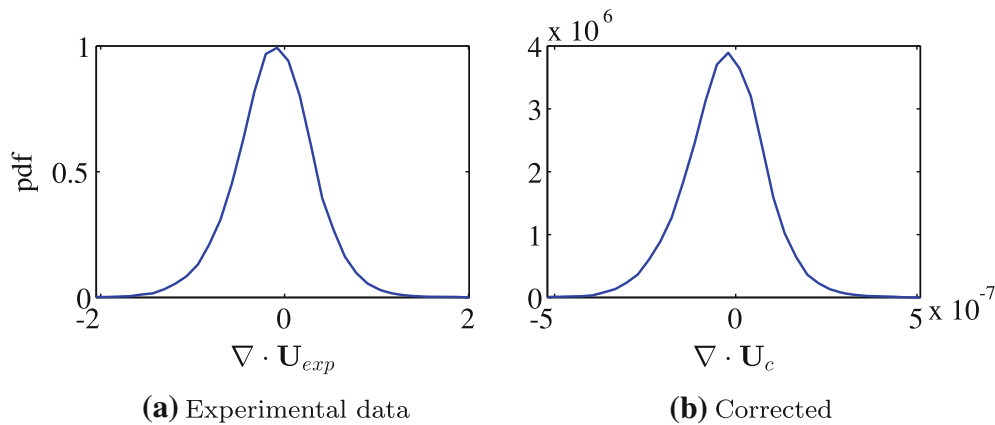 x 10^6
1
0.5
0
pdf
-2
0
2
∇ · U_exp
(a) Experimental data
4
3
2
1
0
-5
0
5
x 10^-7
∇ · U_c
(b) Corrected